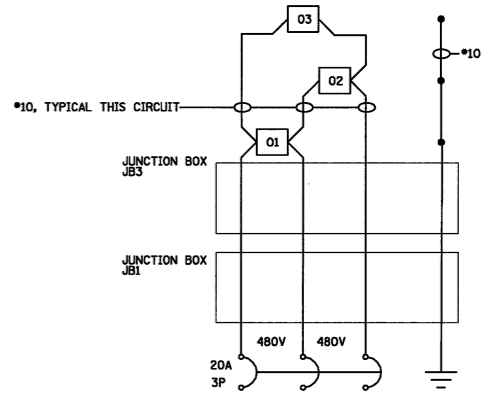 03
*10
02
*10, TYPICAL THIS CIRCUIT
01
JUNCTION BOX
JB3
JUNCTION BOX
JB1
480V 480V
20A
3P